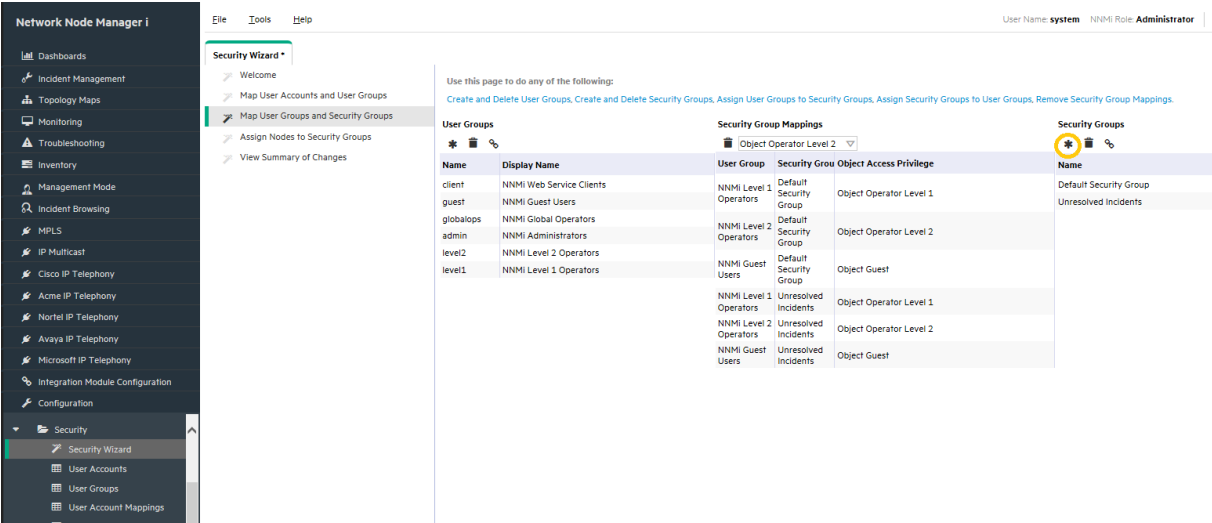 Network Node Manager i
File Tools Help
User Name: system NNMi Role: Administrator
Dashboards
Incident Management
Topology Maps
Monitoring
Troubleshooting
Inventory
Management Mode
Incident Browsing
MPLS
IP Multicast
Cisco IP Telephony
Acme IP Telephony
Nortel IP Telephony
Avaya IP Telephony
Microsoft IP Telephony
Integration Module Configuration
Configuration
Security
Security Wizard
User Accounts
User Groups
User Account Mappings
Security Wizard *
Welcome
Map User Accounts and User Groups
Map User Groups and Security Groups
Assign Nodes to Security Groups
View Summary of Changes
Use this page to do any of the following:
Create and Delete User Groups, Create and Delete Security Groups, Assign User Groups to Security Groups, Assign Security Groups to User Groups, Remove Security Group Mappings.
User Groups
Name Display Name
client NNMi Web Service Clients
guest NNMi Guest Users
globalops NNMi Global Operators
admin NNMi Administrators
level2 NNMi Level 2 Operators
level1 NNMi Level 1 Operators
Security Group Mappings
Object Operator Level 2
User Group Security Grou Object Access Privilege
NNMi Level 1 Operators Default Security Group Object Operator Level 1
NNMi Level 2 Operators Default Security Group Object Operator Level 2
NNMi Guest Users Default Security Group Object Guest
NNMi Level 1 Operators Unresolved Incidents Object Operator Level 1
NNMi Level 2 Operators Unresolved Incidents Object Operator Level 2
NNMi Guest Users Unresolved Incidents Object Guest
Security Groups
Name
Default Security Group
Unresolved Incidents